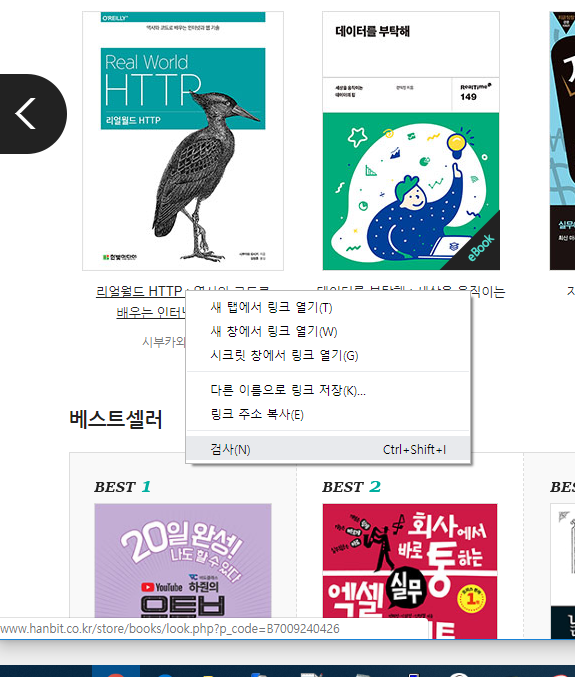 O'REILLY®
역사와 코드로 배우는 인터넷과 웹 기술
Real World
HTTP
리얼월드 HTTP
한빛미디어
데이터를 부탁해
세상을 움직이는
데이터의 힘
RealTime
149
eBook
리얼월드 HTTP : 역사와 코드로
배우는 인터
시부카와
데이터를 부탁해 : 세상을 움직이는
새 탭에서 링크 열기(T)
새 창에서 링크 열기(W)
시크릿 창에서 링크 열기(G)
다른 이름으로 링크 저장(K)...
링크 주소 복사(E)
검사(N) Ctrl+Shift+I
베스트셀러
BEST 1
BEST 2
BES
20일 완성!
나도 할 수 있다
YouTube
하줜의
유튜브
회사에서
바로 통하는
엑셀 실무
www.hanbit.co.kr/store/books/look.php?p_code=B7009240426